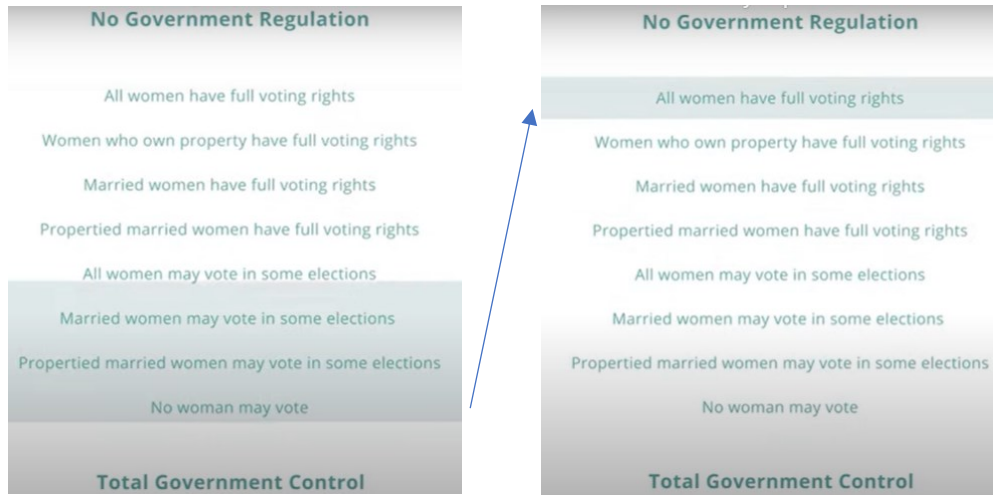 No Government Regulation
All women have full voting rights
Women who own property have full voting rights
Married women have full voting rights
Propertied married women have full voting rights
All women may vote in some elections
Married women may vote in some elections
Propertied married women may vote in some elections
No woman may vote
Total Government Control
No Government Regulation
All women have full voting rights
Women who own property have full voting rights
Married women have full voting rights
Propertied married women have full voting rights
All women may vote in some elections
Married women may vote in some elections
Propertied married women may vote in some elections
No woman may vote
Total Government Control